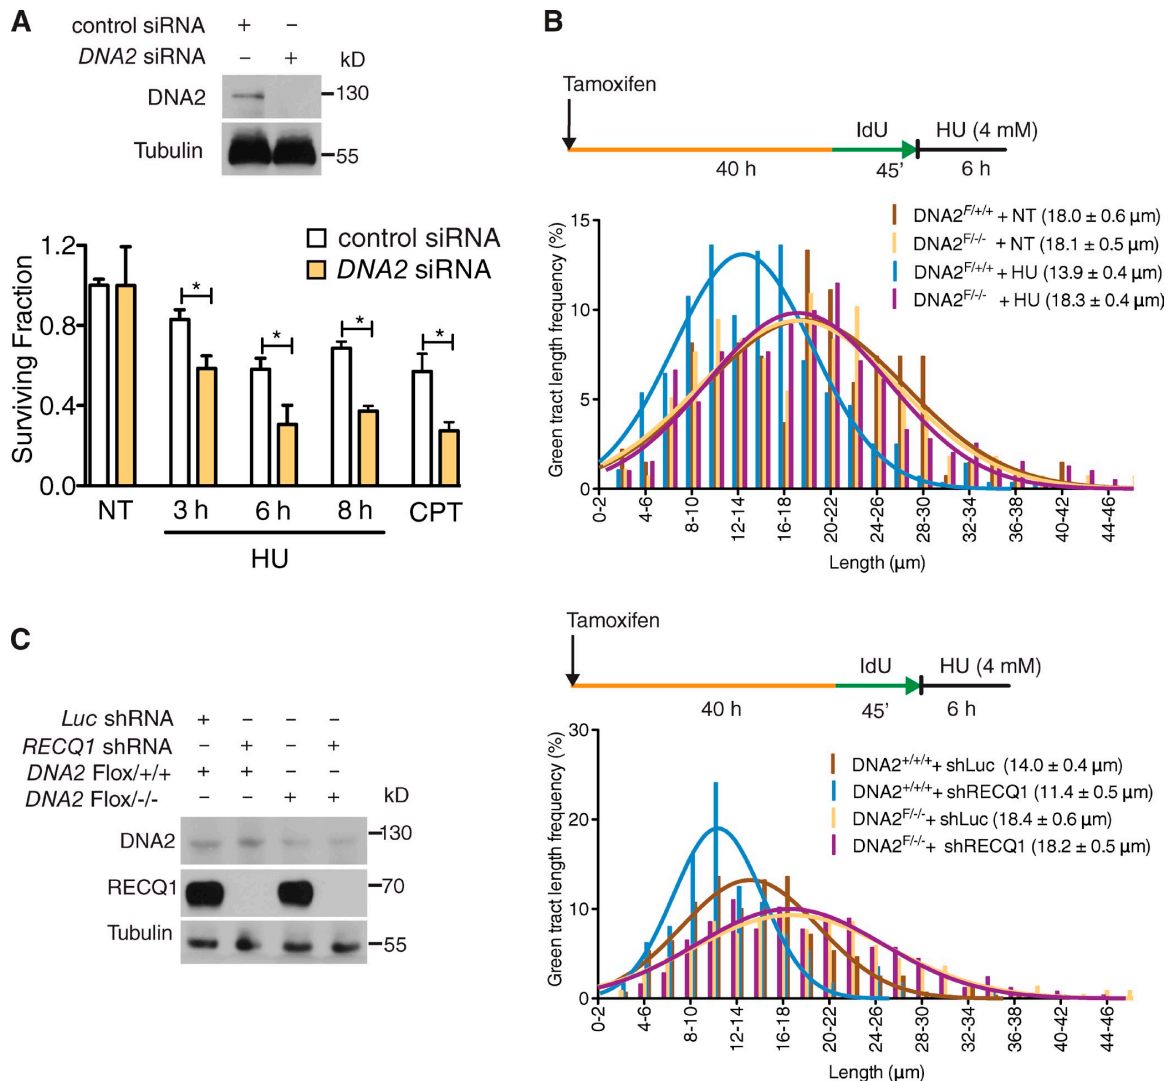 A
control siRNA + −
DNA2 siRNA − + kD
DNA2 130
Tubulin 55
control siRNA
DNA2 siRNA
Surviving Fraction
1.2
0.8
0.4
0.0
* * * *
NT 3 h 6 h 8 h CPT
HU
B
Tamoxifen
IdU HU (4 mM)
40 h 45’ 6 h
DNA2F/+/+ + NT (18.0 ± 0.6 µm)
DNA2F/-/- + NT (18.1 ± 0.5 µm)
DNA2F/+/+ + HU (13.9 ± 0.4 µm)
DNA2F/-/- + HU (18.3 ± 0.4 µm)
Green tract length frequency (%)
15
10
5
0
0-2 4-6 8-10 12-14 16-18 20-22 24-26 28-30 32-34 36-38 40-42 44-46
Length (µm)
C
Luc shRNA + − − −
RECQ1 shRNA − + − +
DNA2 Flox/+/+ + + − −
DNA2 Flox/-/- − − + + kD
DNA2 130
RECQ1 70
Tubulin 55
Tamoxifen
IdU HU (4 mM)
40 h 45’ 6 h
DNA2+/+/+ + shLuc (14.0 ± 0.4 µm)
DNA2+/+/+ + shRECQ1 (11.4 ± 0.5 µm)
DNA2F/-/- + shLuc (18.4 ± 0.6 µm)
DNA2F/-/- + shRECQ1 (18.2 ± 0.5 µm)
Green tract length frequency (%)
30
20
10
0
0-2 4-6 8-10 12-14 16-18 20-22 24-26 28-30 32-34 36-38 40-42 44-46
Length (µm)